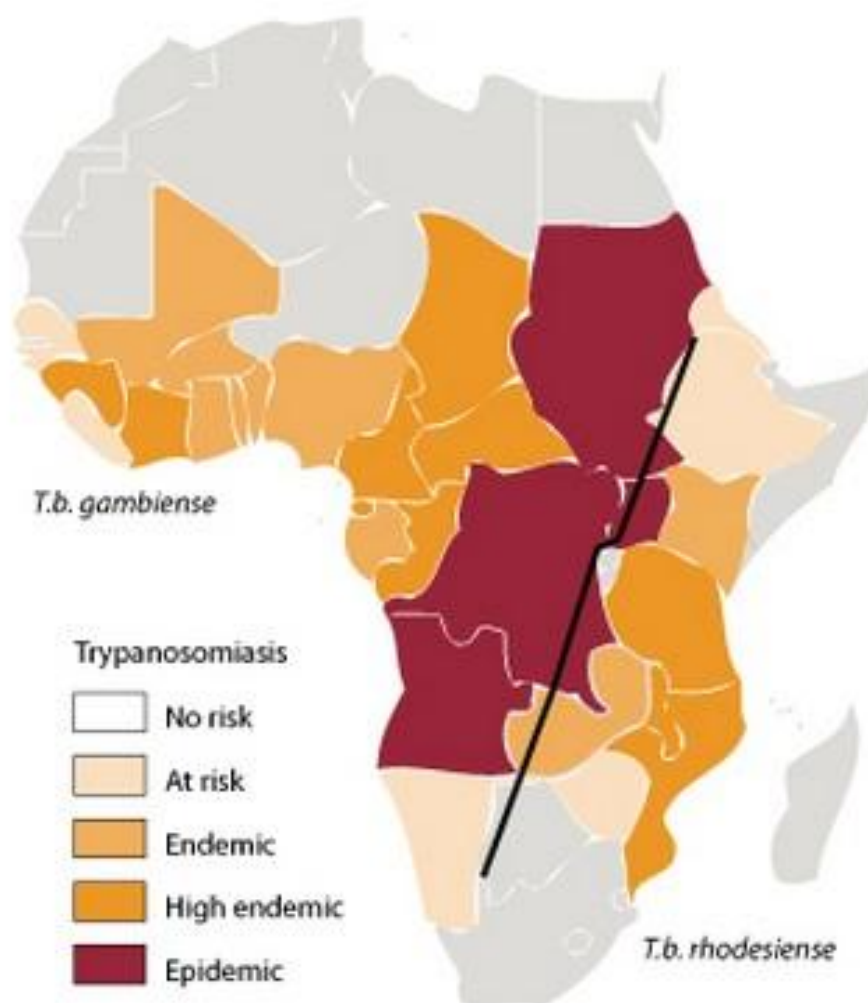 T.b. gambiense
Trypanosomiasis
No risk
At risk
Endemic
High endemic
Epidemic
T.b. rhodesiense